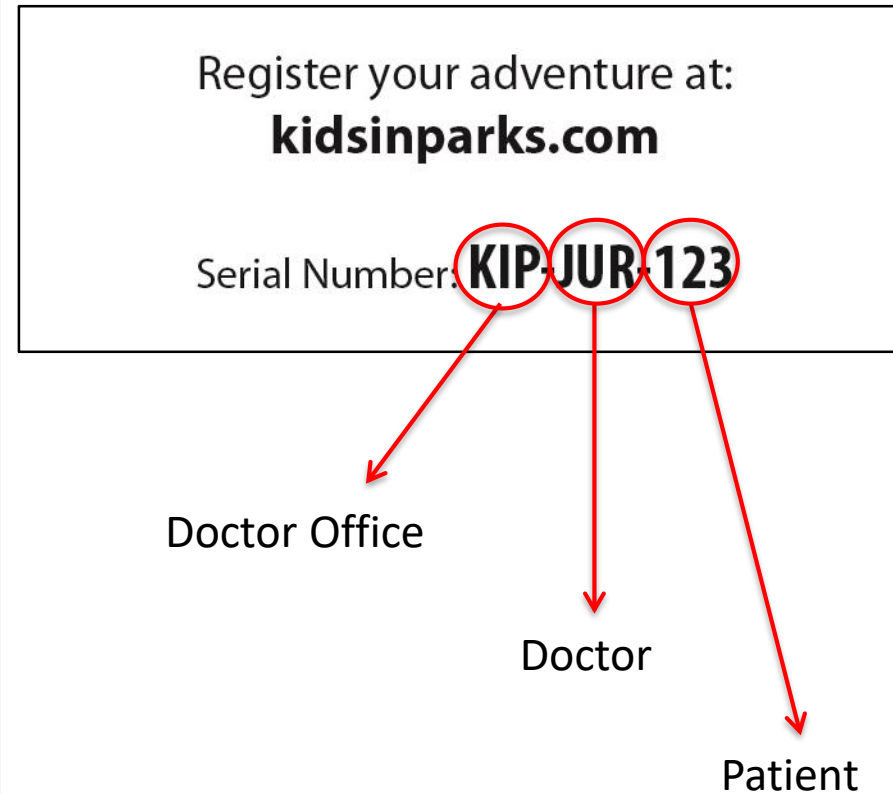 Register your adventure at:
kidsinparks.com
Serial Number: KIP-JUR-123
Doctor Office
Doctor
Patient